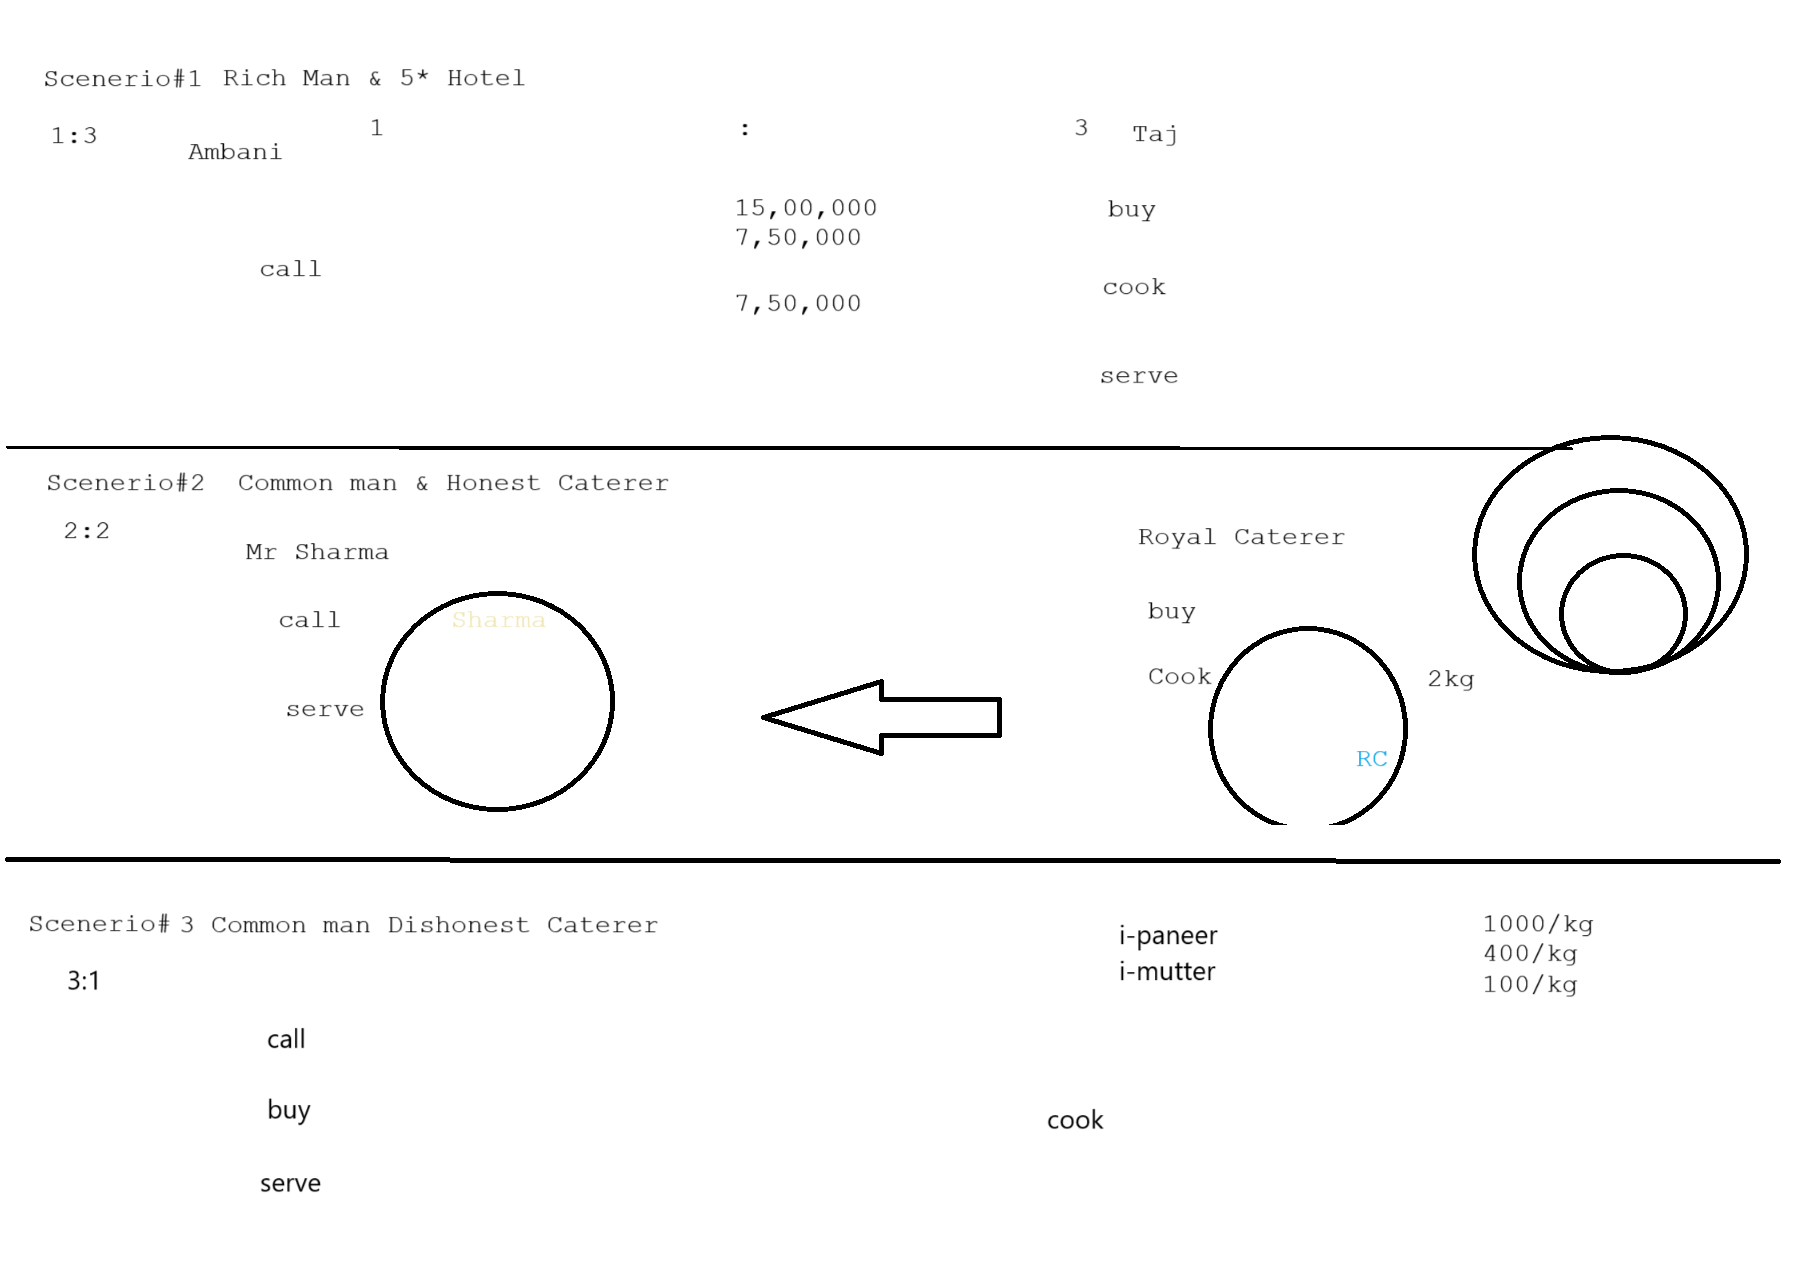 Scenerio#1 Rich Man & 5* Hotel
1:3
Ambani
1
:
3
Taj
15,00,000
7,50,000
7,50,000
call
buy
cook
serve
Scenerio#2 Common man & Honest Caterer
2:2
Mr Sharma
call
Sharma
serve
Royal Caterer
buy
Cook
2kg
RC
Scenerio# 3 Common man Dishonest Caterer
3:1
call
buy
serve
i-paneer
i-mutter
1000/kg
400/kg
100/kg
cook